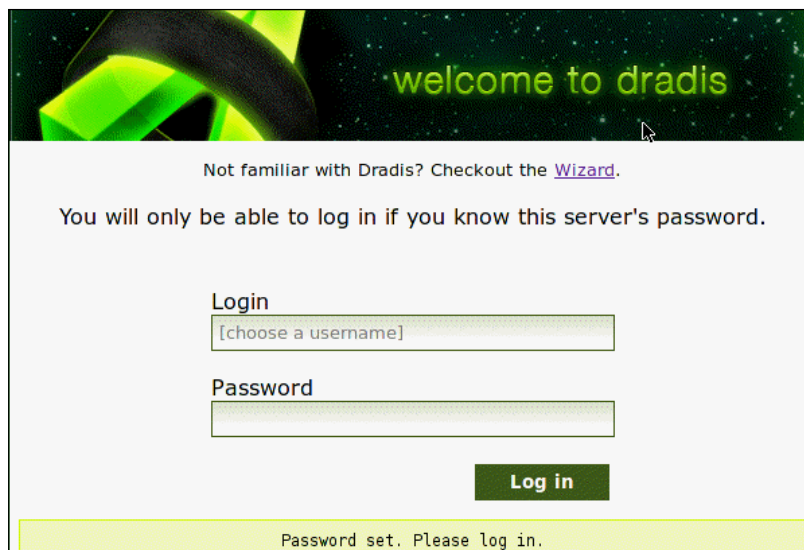 welcome to dradis
Not familiar with Dradis? Checkout the Wizard.
You will only be able to log in if you know this server's password.
Login
[choose a username]
Password
Log in
Password set. Please log in.